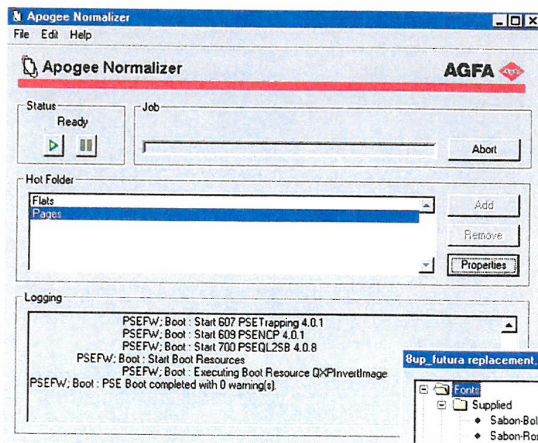 Apogee Normalizer
File Edit Help
Apogee Normalizer
AGFA
Status
Ready
Job
Abort
Hot Folder
Flats
Pages
Add
Remove
Properties
Logging
PSEFW; Boot : Start 607 PSETrapping 4.0.1
PSEFW; Boot : Start 609 PSENCP 4.0.1
PSEFW; Boot : Start 700 PSEQL2SB 4.0.8
PSEFW; Boot : Start Boot Resources
PSEFW; Boot : Executing Boot Resource QXPInvertImage
PSEFW; Boot : PSE Boot completed with 0 warning(s).
8up_futura replacement.
Fonts
Supplied
Sabon-Bol
Sabon-Ro